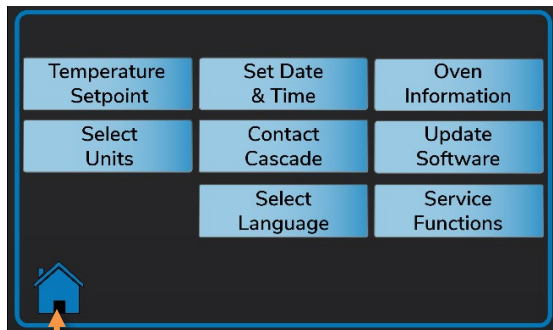 Temperature
Setpoint
Set Date
& Time
Oven
Information
Select
Units
Contact
Cascade
Update
Software
Select
Language
Service
Functions